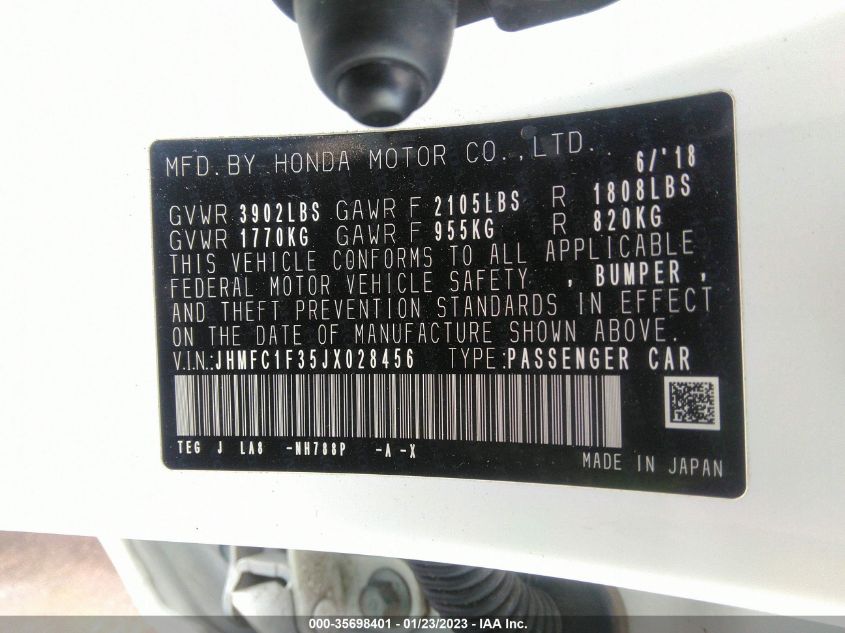 MFD. BY HONDA MOTOR CO., LTD. 6/'18
GVWR 3902LBS GAWR F 2105LBS R 1808LBS
GVWR 1770KG GAWR F 955KG R 820KG
THIS VEHICLE CONFORMS TO ALL APPLICABLE
FEDERAL MOTOR VEHICLE SAFETY , BUMPER ,
AND THEFT PREVENTION STANDARDS IN EFFECT
ON THE DATE OF MANUFACTURE SHOWN ABOVE.
V.I.N.:JHMFC1F35JX028456 TYPE:PASSENGER CAR
TEG J LA8 -NH788P -A -X
MADE IN JAPAN
000-35698401 - 01/23/2023 - IAA Inc.